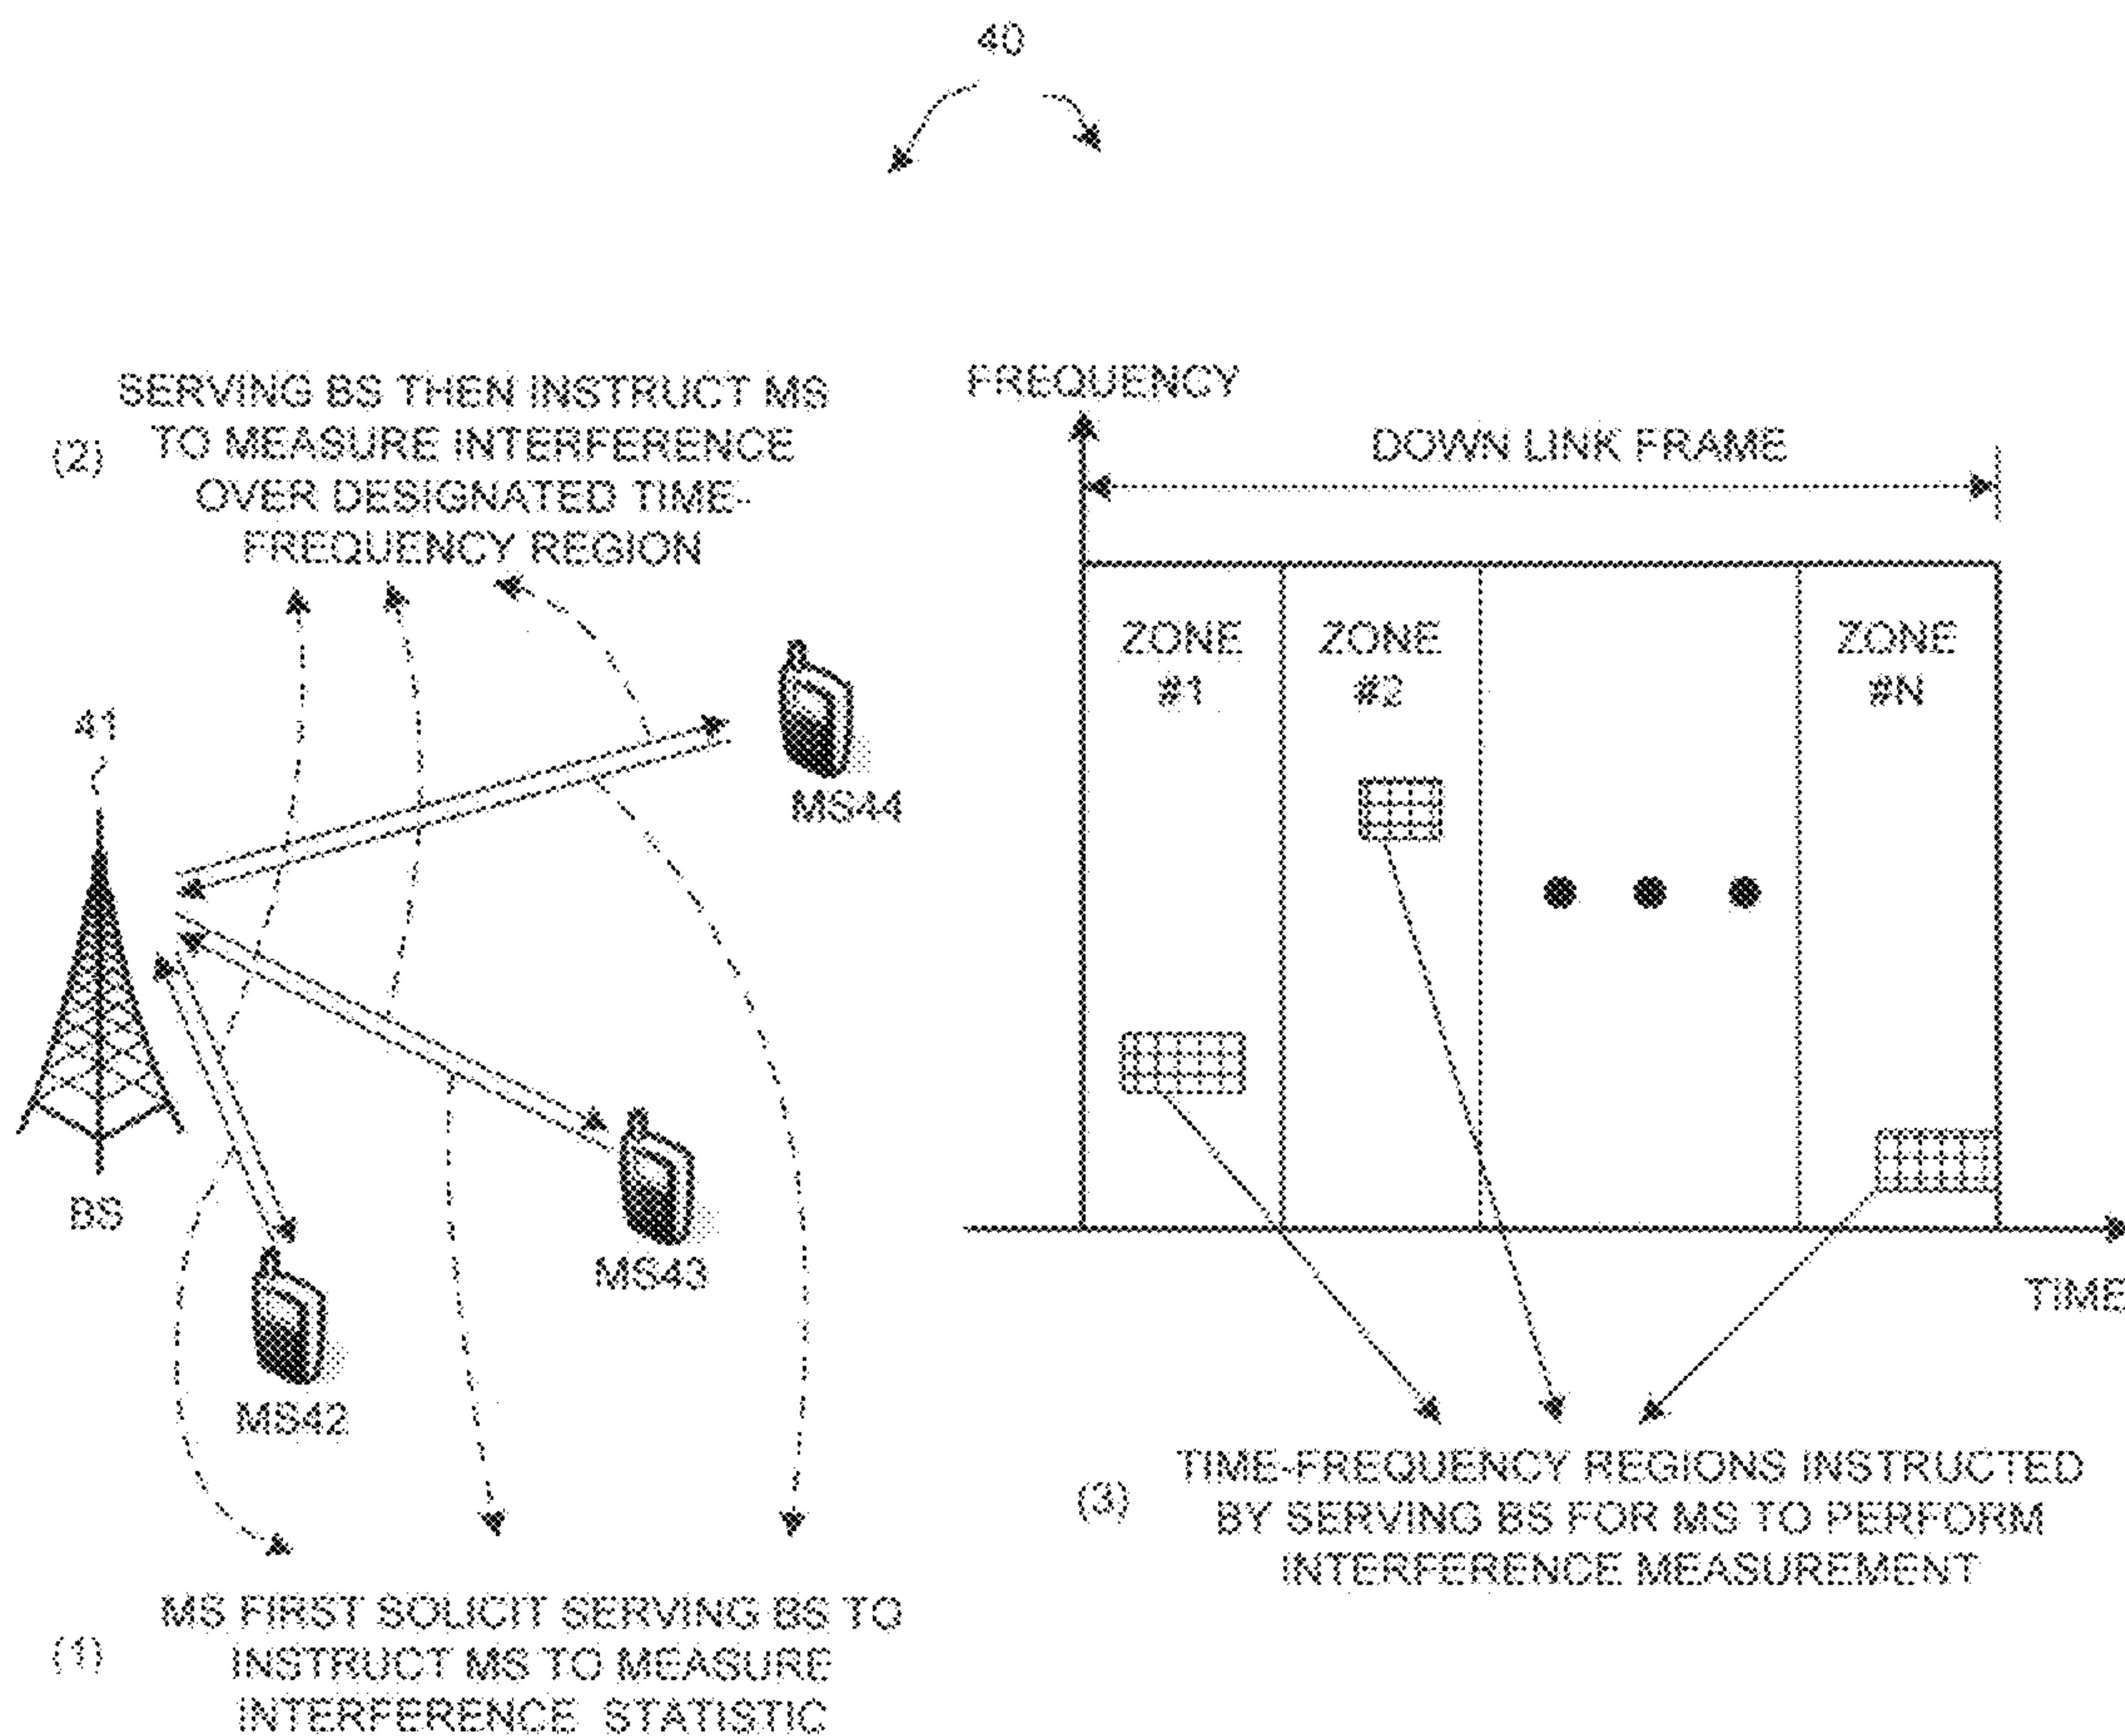 40
SERVING BS THEN INSTRUCT MS
(2)
TO MEASURE INTERFERENCE
OVER DESIGNATED TIME-
FREQUENCY REGION
41
BS
MS44
MS43
MS42
(1)
MS FIRST SOLICIT SERVING BS TO
INSTRUCT MS TO MEASURE
INTERFERENCE STATISTIC
FREQUENCY
DOWN LINK FRAME
ZONE
#1
ZONE
#2
ZONE
#N
TIME
(3)
TIME-FREQUENCY REGIONS INSTRUCTED
BY SERVING BS FOR MS TO PERFORM
INTERFERENCE MEASUREMENT